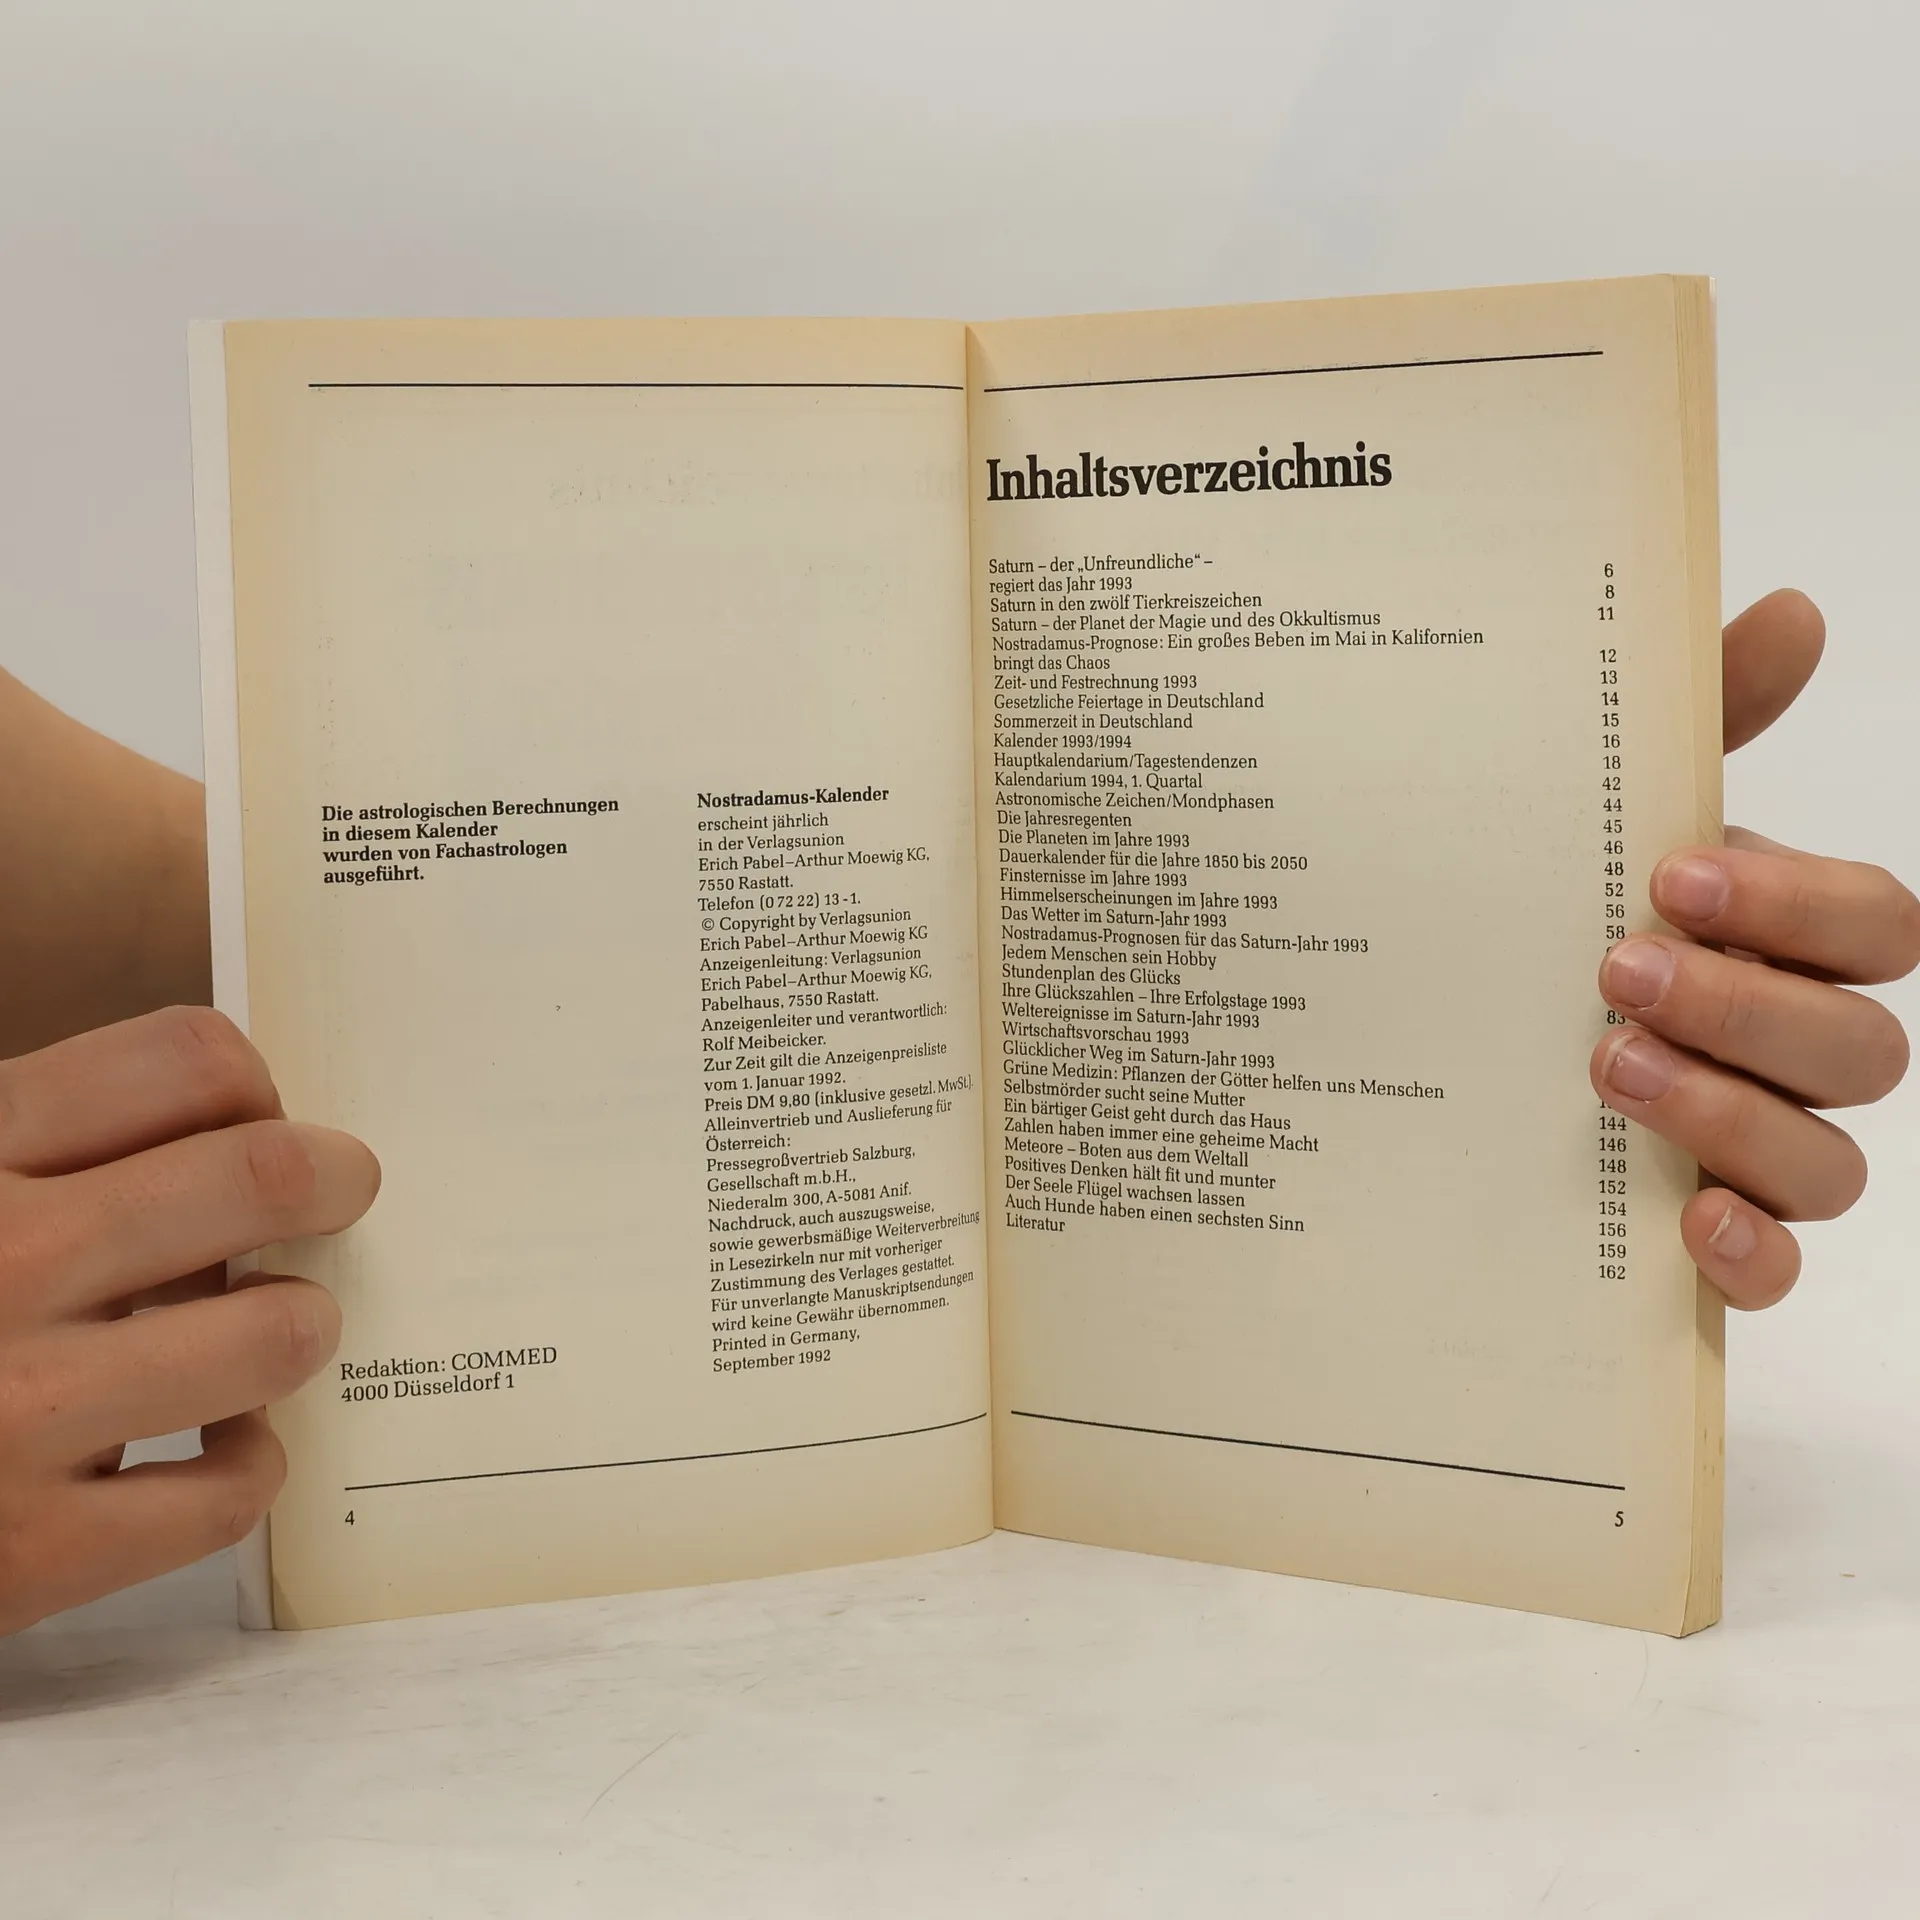 Die astrologischen Berechnungen
in diesem Kalender
wurden von Fachastrologen
ausgeführt.
Redaktion: COMMED
4000 Düsseldorf 1
Nostradamus-Kalender
erscheint jährlich
in der Verlagsunion
Erich Pabel–Arthur Moewig KG,
7550 Rastatt.
Telefon (0 72 22) 13 - 1.
© Copyright by Verlagsunion
Erich Pabel–Arthur Moewig KG
Anzeigenleitung: Verlagsunion
Erich Pabel–Arthur Moewig KG,
Pabelhaus, 7550 Rastatt.
Anzeigenleiter und verantwortlich:
Rolf Meibeicker.
Zur Zeit gilt die Anzeigenpreisliste
vom 1. Januar 1992.
Preis DM 9,80 (inklusive gesetzl. MwSt.).
Alleinvertrieb und Auslieferung für
Österreich:
Pressegroßvertrieb Salzburg,
Gesellschaft m.b.H.,
Niederalm 300, A-5081 Anif.
Nachdruck, auch auszugsweise,
sowie gewerbsmäßige Weiterverbreitung
in Lesezirkeln nur mit vorheriger
Zustimmung des Verlages gestattet.
Für unverlangte Manuskriptsendungen
wird keine Gewähr übernommen.
Printed in Germany,
September 1992
4
Inhaltsverzeichnis
Saturn – der „Unfreundliche“ –
regiert das Jahr 1993 6
Saturn in den zwölf Tierkreiszeichen 8
Saturn – der Planet der Magie und des Okkultismus 11
Nostradamus-Prognose: Ein großes Beben im Mai in Kalifornien
bringt das Chaos 12
Zeit- und Festrechnung 1993 13
Gesetzliche Feiertage in Deutschland 14
Sommerzeit in Deutschland 15
Kalender 1993/1994 16
Hauptkalendarium/Tagestendenzen 18
Kalendarium 1994, 1. Quartal 42
Astronomische Zeichen/Mondphasen 44
Die Jahresregenten 45
Die Planeten im Jahre 1993 46
Dauerkalender für die Jahre 1850 bis 2050 48
Finsternisse im Jahre 1993 52
Himmelserscheinungen im Jahre 1993 56
Das Wetter im Saturn-Jahr 1993 58
Nostradamus-Prognosen für das Saturn-Jahr 1993
Jedem Menschen sein Hobby
Stundenplan des Glücks
Ihre Glückszahlen – Ihre Erfolgstage 1993 83
Weltereignisse im Saturn-Jahr 1993
Wirtschaftsvorschau 1993
Glücklicher Weg im Saturn-Jahr 1993
Grüne Medizin: Pflanzen der Götter helfen uns Menschen
Selbstmörder sucht seine Mutter 144
Ein bärtiger Geist geht durch das Haus 146
Zahlen haben immer eine geheime Macht 148
Meteore – Boten aus dem Weltall 152
Positives Denken hält fit und munter 154
Der Seele Flügel wachsen lassen 156
Auch Hunde haben einen sechsten Sinn 159
Literatur 162
5